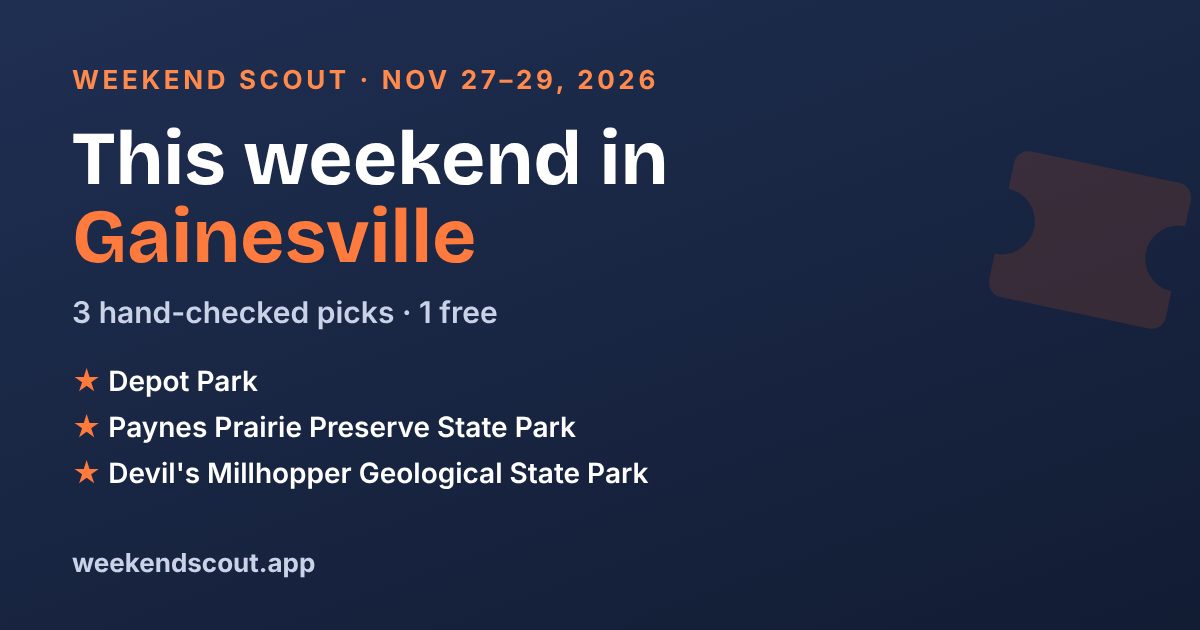 WEEKEND SCOUT · NOV 27–29, 2026
This weekend in
Gainesville
3 hand-checked picks · 1 free
★ Depot Park
★ Paynes Prairie Preserve State Park
★ Devil's Millhopper Geological State Park
weekendscout.app